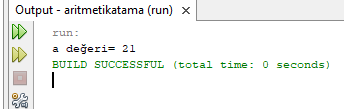 Output - aritmetikatama (run)
run:
a değeri= 21
BUILD SUCCESSFUL (total time: 0 seconds)